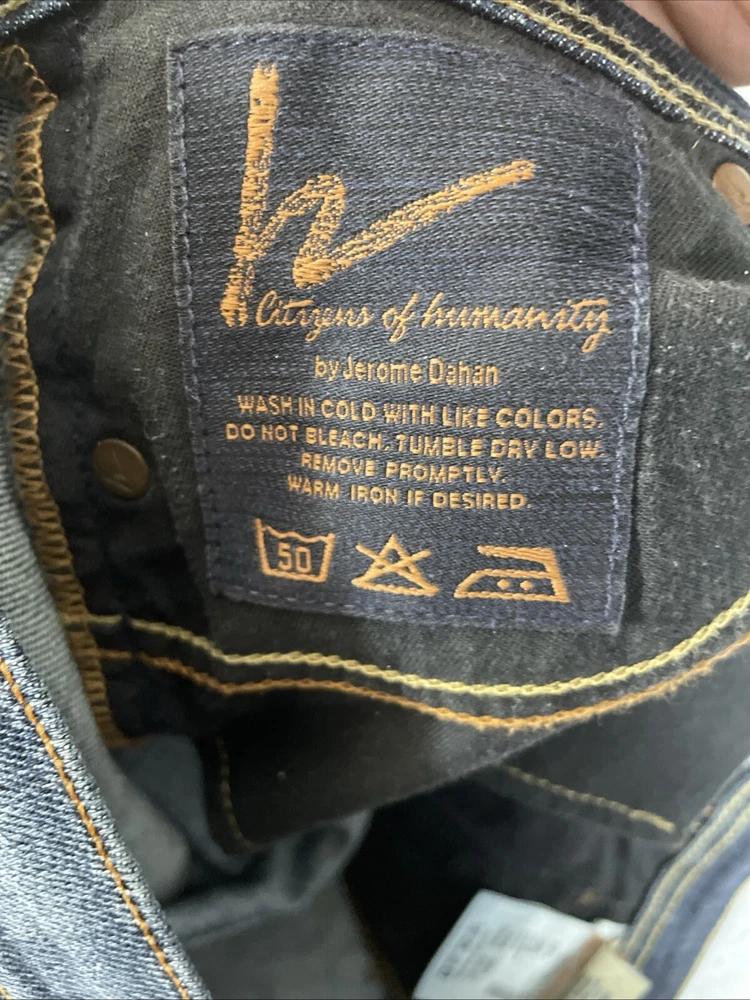 Citizens of humanity
by Jerome Dahan
WASH IN COLD WITH LIKE COLORS.
DO NOT BLEACH. TUMBLE DRY LOW.
REMOVE PROMPTLY.
WARM IRON IF DESIRED.
50